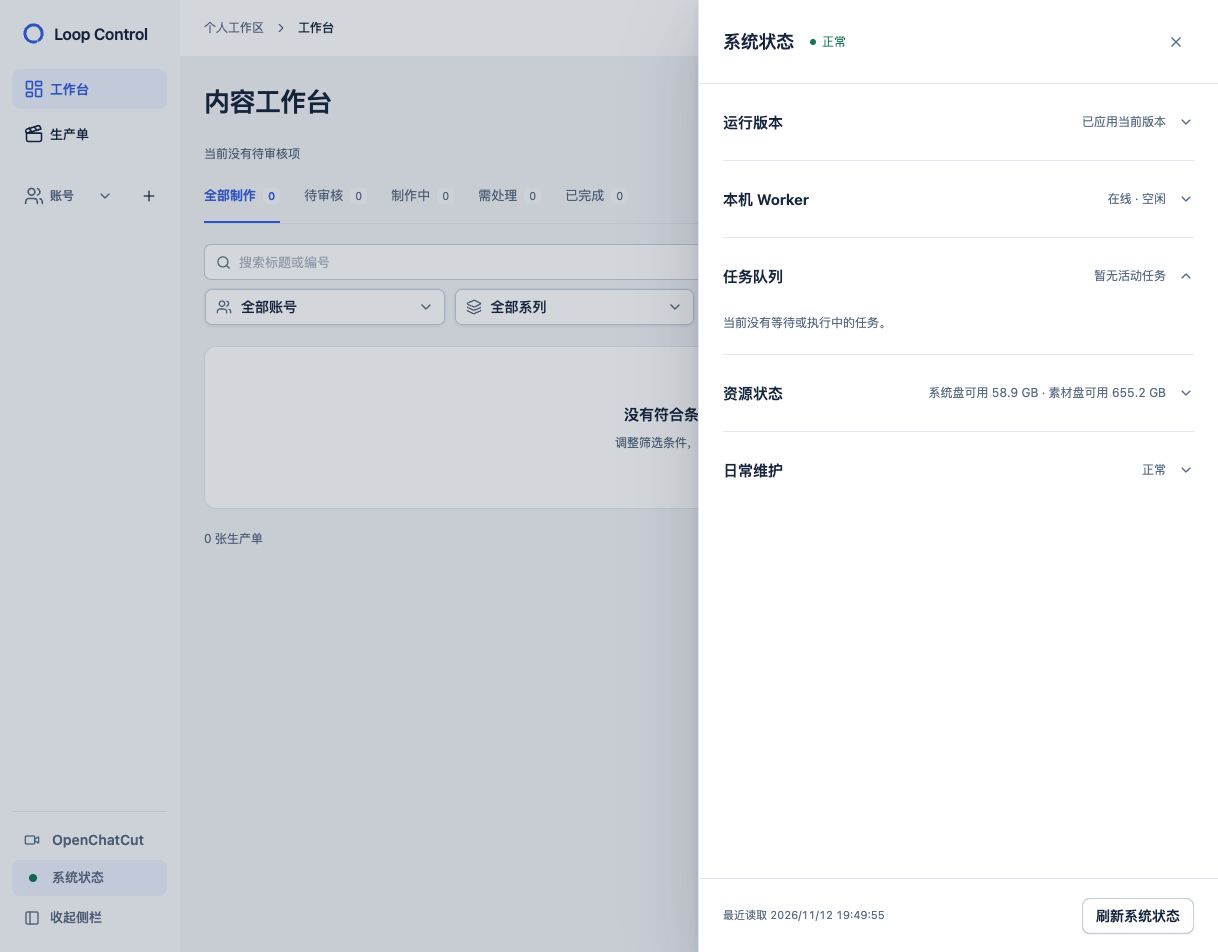 Loop Control
工作台
生产单
账号
OpenChatCut
系统状态
收起侧栏
个人工作区 工作台
内容工作台
当前没有待审核项
全部制作 0 待审核 0 制作中 0 需处理 0 已完成 0
搜索标题或编号
全部账号 全部系列
没有符合条
调整筛选条件，
0 张生产单
系统状态 正常
运行版本 已应用当前版本
本机 Worker 在线 · 空闲
任务队列 暂无活动任务
当前没有等待或执行中的任务。
资源状态 系统盘可用 58.9 GB · 素材盘可用 655.2 GB
日常维护 正常
最近读取 2026/11/12 19:49:55 刷新系统状态